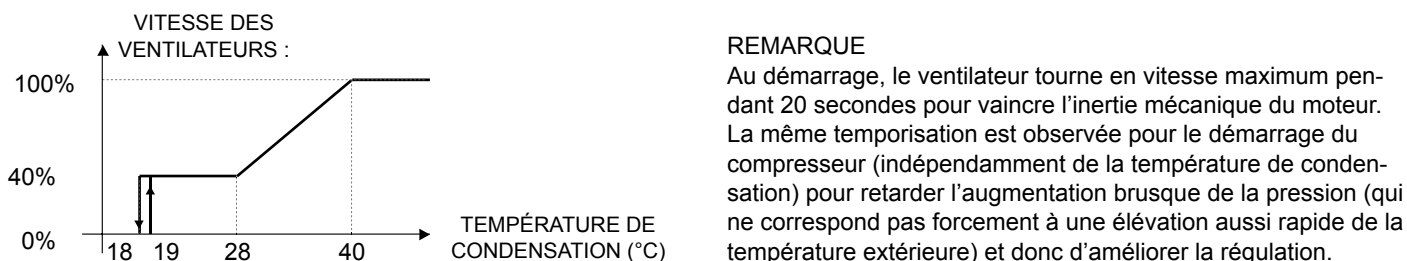 VITESSE DES
VENTILATEURS :
100%
40%
0%
18 19 28 40
TEMPÉRATURE DE
CONDENSATION (°C)
REMARQUE
Au démarrage, le ventilateur tourne en vitesse maximum pen-
dant 20 secondes pour vaincre l’inertie mécanique du moteur.
La même temporisation est observée pour le démarrage du
compresseur (indépendamment de la température de conden-
sation) pour retarder l’augmentation brusque de la pression (qui
ne correspond pas forcement à une élévation aussi rapide de la
température extérieure) et donc d’améliorer la régulation.